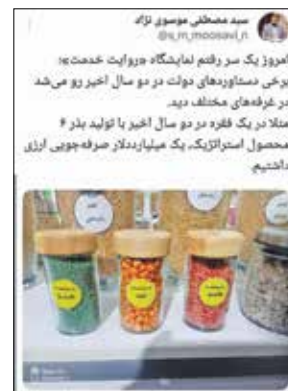 سید مصطفی موسوی نژاد
@s_m_moosavi_n
امروز یک سر رفتم نمایشگاه «روایت خدمت»؛
برخی دستاوردهای دولت در دو سال اخیر رو می‌شد
در غرفه‌های مختلف دید.
مثلا در یک فقره در دو سال اخیر با تولید بذر ۶
محصول استراتژیک، یک میلیارددلار صرفه‌جویی ارزی
داشتیم.